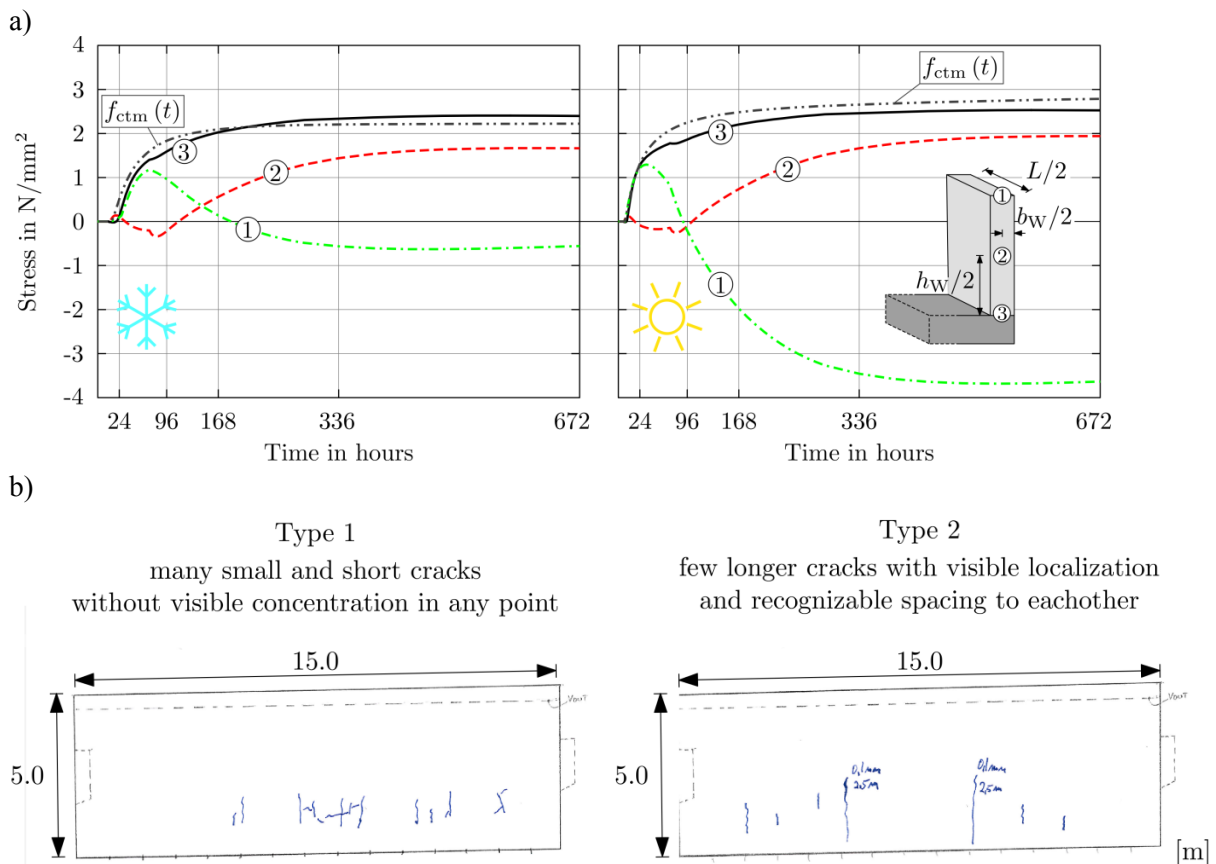 a)
4
3
2
1
0
-1
-2
-3
-4
Stress in N/mm²
f_ctm (t)
③
②
①
24 96 168 336 672
Time in hours
f_ctm (t)
③
②
①
L/2
①
b_W/2
②
h_W/2
③
24 96 168 336 672
Time in hours
b)
Type 1
many small and short cracks
without visible concentration in any point
15.0
5.0
VOUT
Type 2
few longer cracks with visible localization
and recognizable spacing to eachother
15.0
5.0
VOUT
0,1mm
2,5m
0,1mm
2,5m
[m]